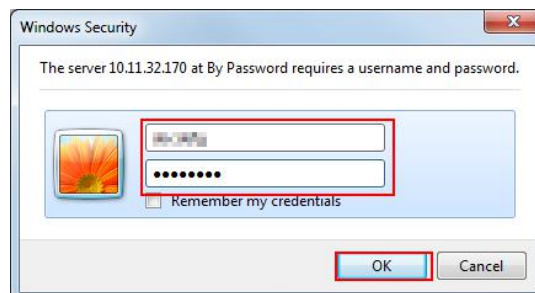 Windows Security
The server 10.11.32.170 at By Password requires a username and password.
••••••••
Remember my credentials
OK
Cancel